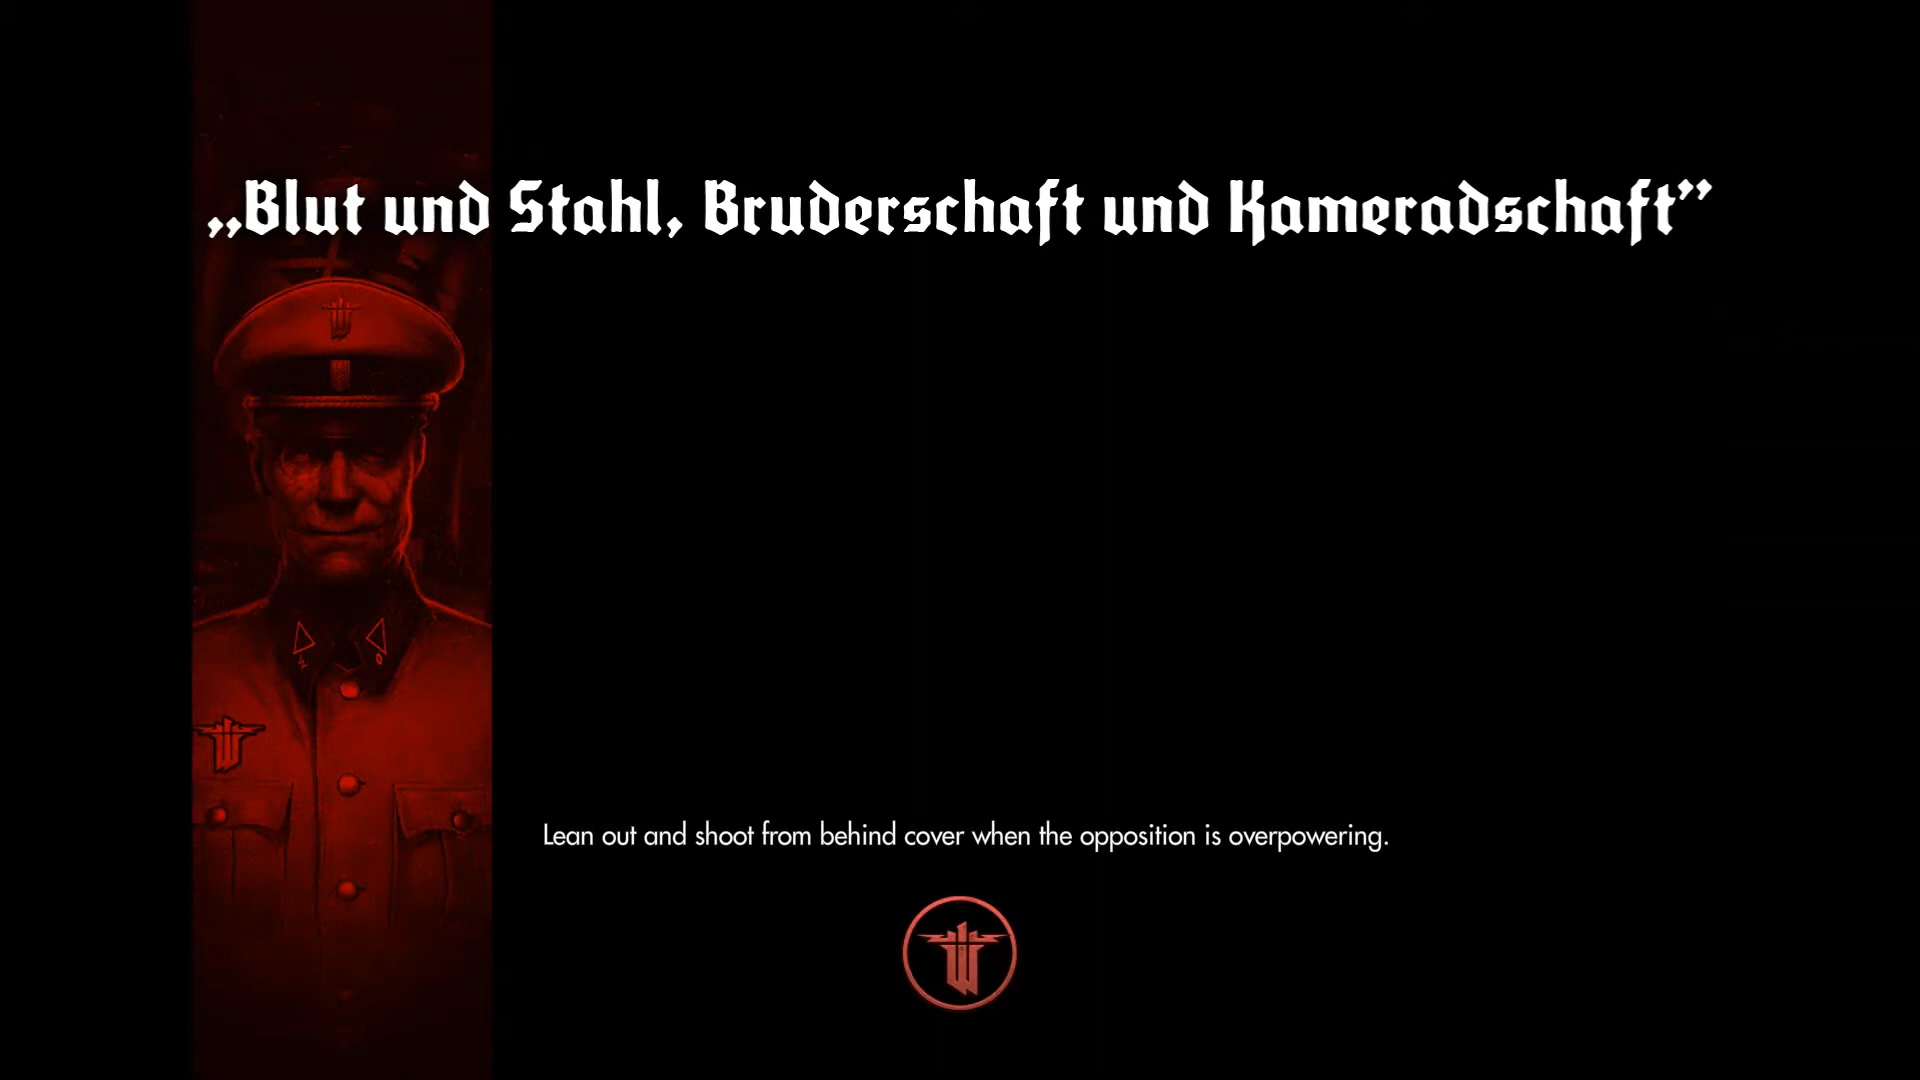 „Blut und Stahl, Bruderschaft und Kameradschaft”
Lean out and shoot from behind cover when the opposition is overpowering.